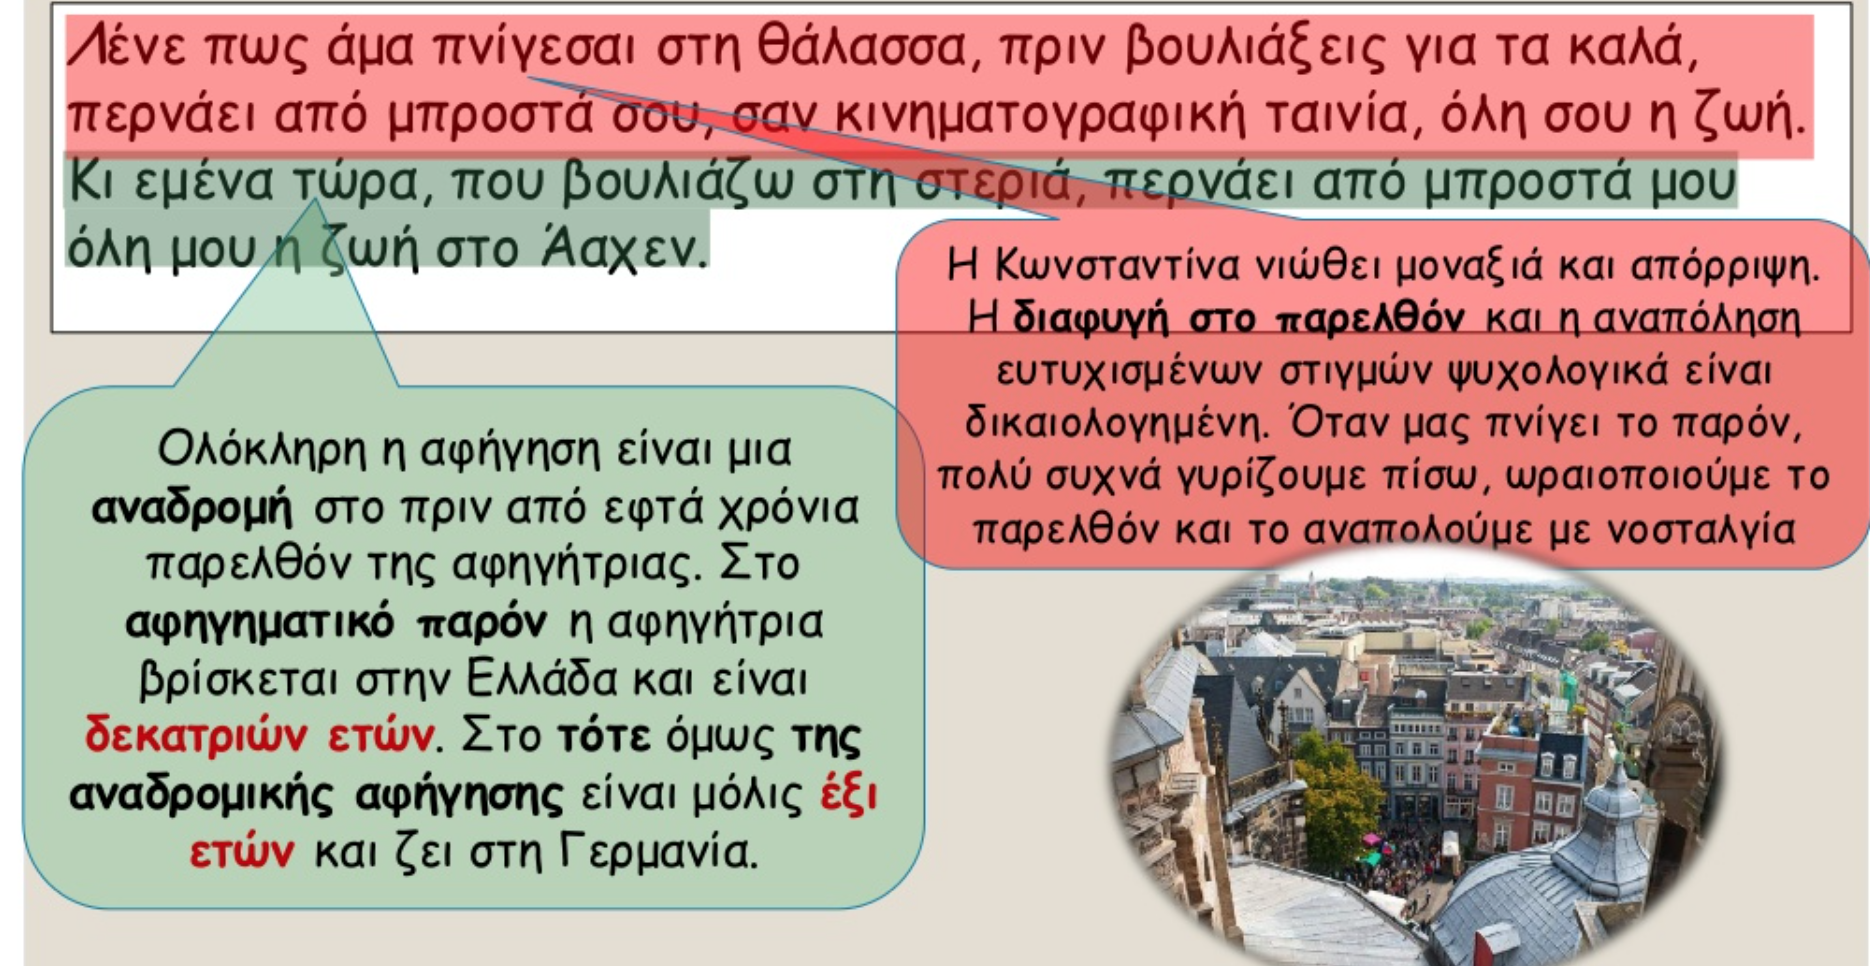 Λένε πως άμα πνίγεσαι στη θάλασσα, πριν βουλιάξεις για τα καλά,
περνάει από μπροστά σου, σαν κινηματογραφική ταινία, όλη σου η ζωή.
Κι εμένα τώρα, που βουλιάζω στη στεριά, περνάει από μπροστά μου
όλη μου η ζωή στο Άαχεν.
Η Κωνσταντίνα νιώθει μοναξιά και απόρριψη.
Η διαφυγή στο παρελθόν και η αναπόληση
ευτυχισμένων στιγμών ψυχολογικά είναι
δικαιολογημένη. Όταν μας πνίγει το παρόν,
πολύ συχνά γυρίζουμε πίσω, ωραιοποιούμε το
παρελθόν και το αναπολούμε με νοσταλγία
Ολόκληρη η αφήγηση είναι μια
αναδρομή στο πριν από εφτά χρόνια
παρελθόν της αφηγήτριας. Στο
αφηγηματικό παρόν η αφηγήτρια
βρίσκεται στην Ελλάδα και είναι
δεκατριών ετών. Στο τότε όμως της
αναδρομικής αφήγησης είναι μόλις έξι
ετών και ζει στη Γερμανία.